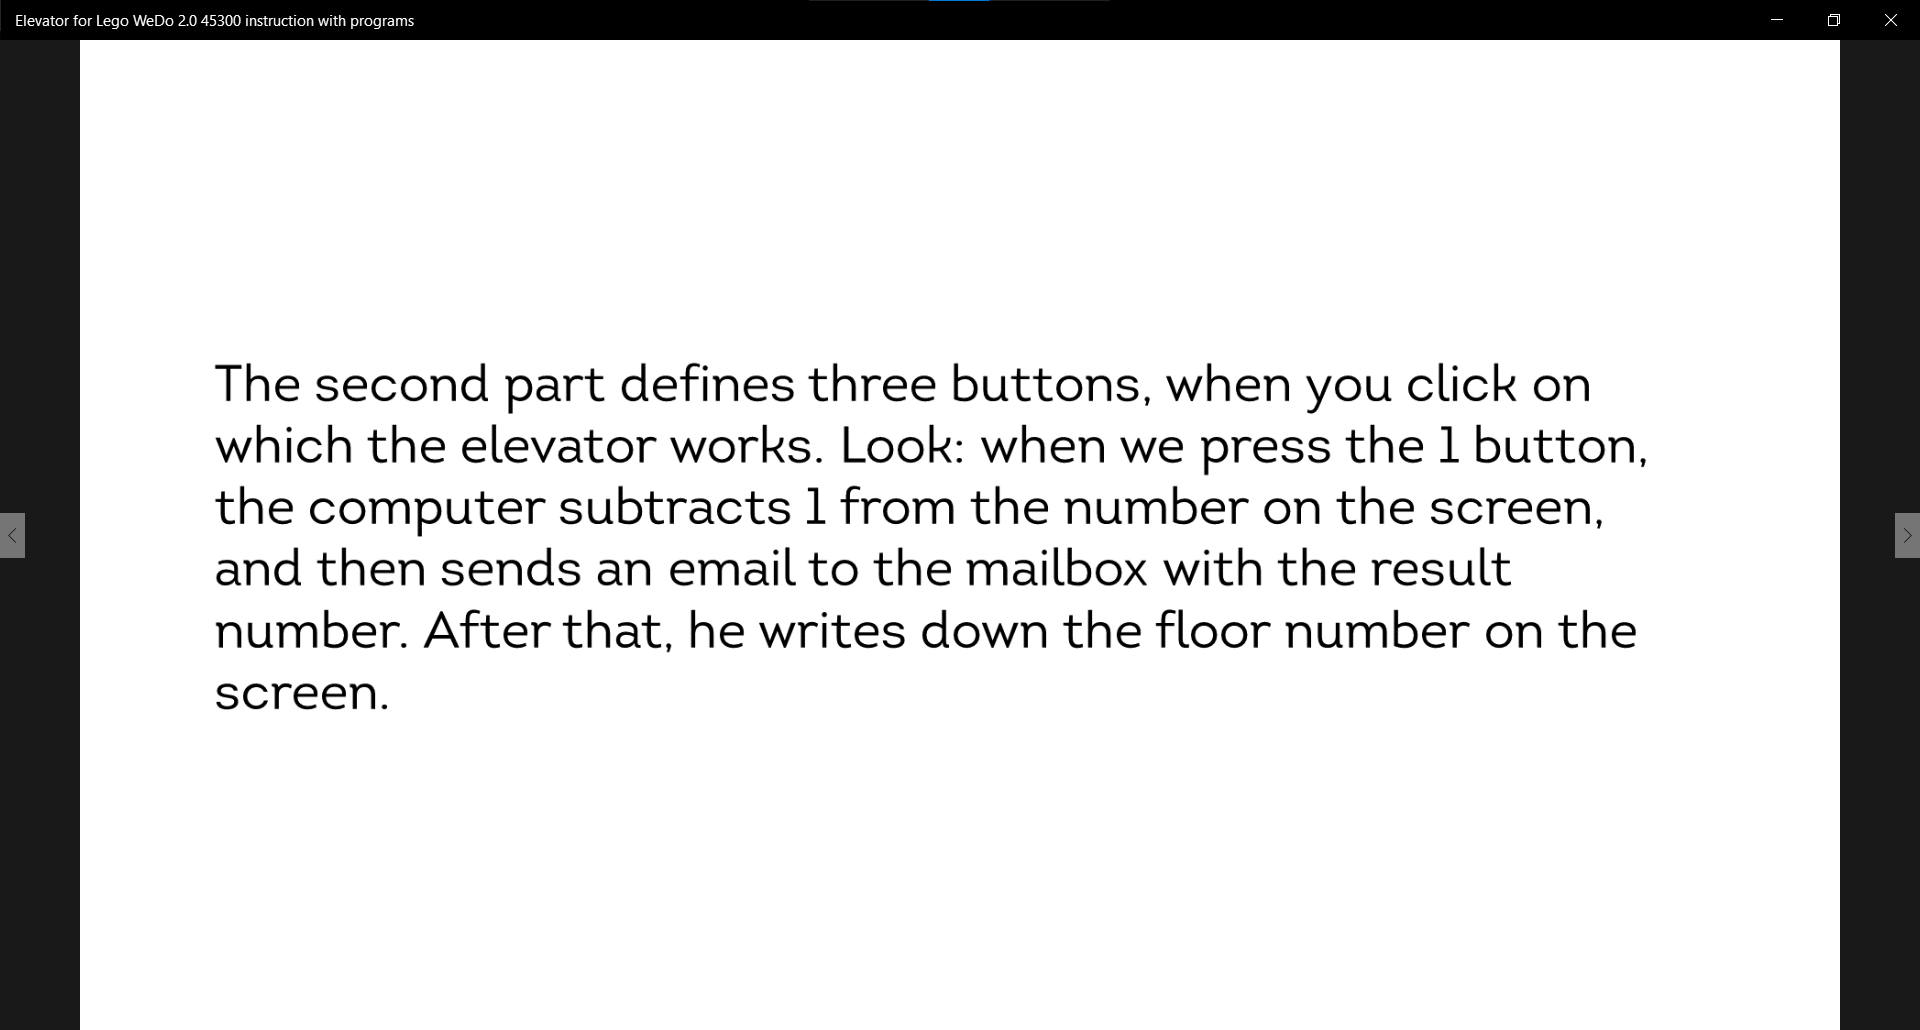 Elevator for Lego WeDo 2.0 45300 instruction with programs
The second part defines three buttons, when you click on
which the elevator works. Look: when we press the 1 button,
the computer subtracts 1 from the number on the screen,
and then sends an email to the mailbox with the result
number. After that, he writes down the floor number on the
screen.